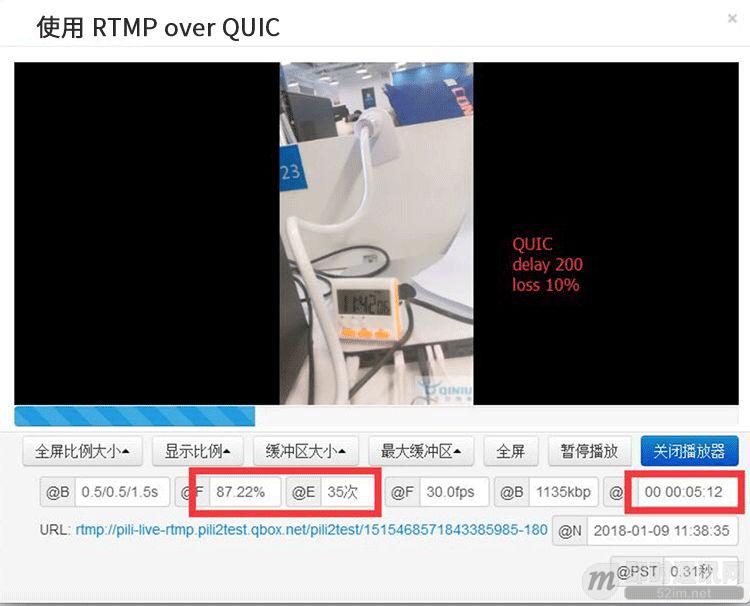 使用 RTMP over QUIC
×
CON
23
QUIC
delay 200
loss 10%
11:42
QINIU
全屏比例大小 显示比例 缓冲区大小 最大缓冲区 全屏 暂停播放 关闭播放器
@B 0.5/0.5/1.5s @F 87.22% @E 35次 @F 30.0fps @B 1135kbp @ 00 00:05:12
URL: rtmp://pili-live-rtmp.pili2test.qbox.net/pili2test/1515468571843385985-180 @N 2018-01-09 11:38:35
@PST 0.31秒
52im.net